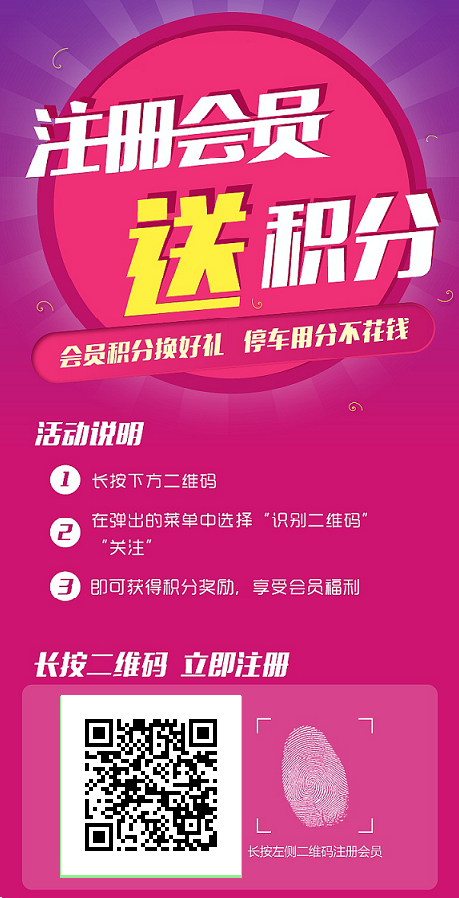 注册会员
送积分
会员积分换好礼 停车用分不花钱
活动说明
1 长按下方二维码
2 在弹出的菜单中选择“识别二维码”
“关注”
3 即可获得积分奖励，享受会员福利
长按二维码 立即注册
长按左侧二维码注册会员